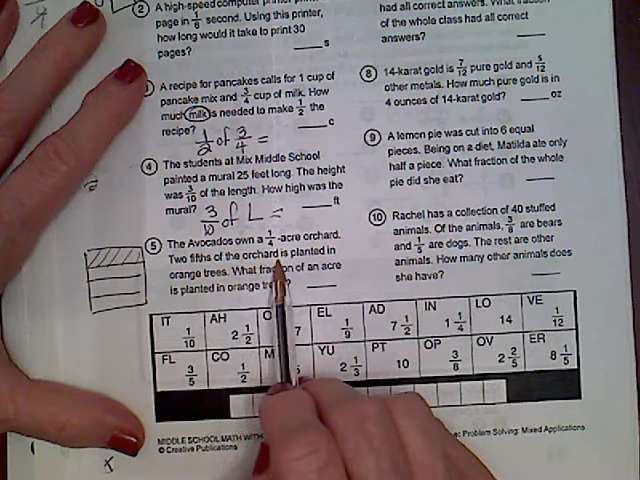 2 A high-speed computer printer
page in 1/6 second. Using this printer,
how long would it take to print 30
pages?
s
A recipe for pancakes calls for 1 cup of
pancake mix and 3/4 cup of milk. How
much milk is needed to make 1/2 the
recipe?
c
1/2 of 3/4 =
4 The students at Mix Middle School
painted a mural 25 feet long. The height
was 3/10 of the length. How high was the
mural?
ft
3/10 of L =
5 The Avocados own a 1/4-acre orchard.
Two fifths of the orchard is planted in
orange trees. What fraction of an acre
is planted in orange
had all correct answers. What
of the whole class had all correct
answers?
8 14-karat gold is 7/12 pure gold and 5/12
other metals. How much pure gold is in
4 ounces of 14-karat gold?
oz
9 A lemon pie was cut into 6 equal
pieces. Being on a diet, Matilda ate only
half a piece. What fraction of the whole
pie did she eat?
10 Rachel has a collection of 40 stuffed
animals. Of the animals, 3/8 are bears
and 1/5 are dogs. The rest are other
animals. How many other animals does
she have?
IT 1/10 AH 2 1/2 7 EL 1/9 AD 7 1/2 IN 1 1/4 LO 14 VE 1/12
FL 3/5 CO 1/2 M YU 2 1/3 PT 10 OP 3/8 OV 2 2/5 ER 8 1/5
MIDDLE SCHOOL MATH WITH
© Creative Publications
Problem Solving: Mixed Applications